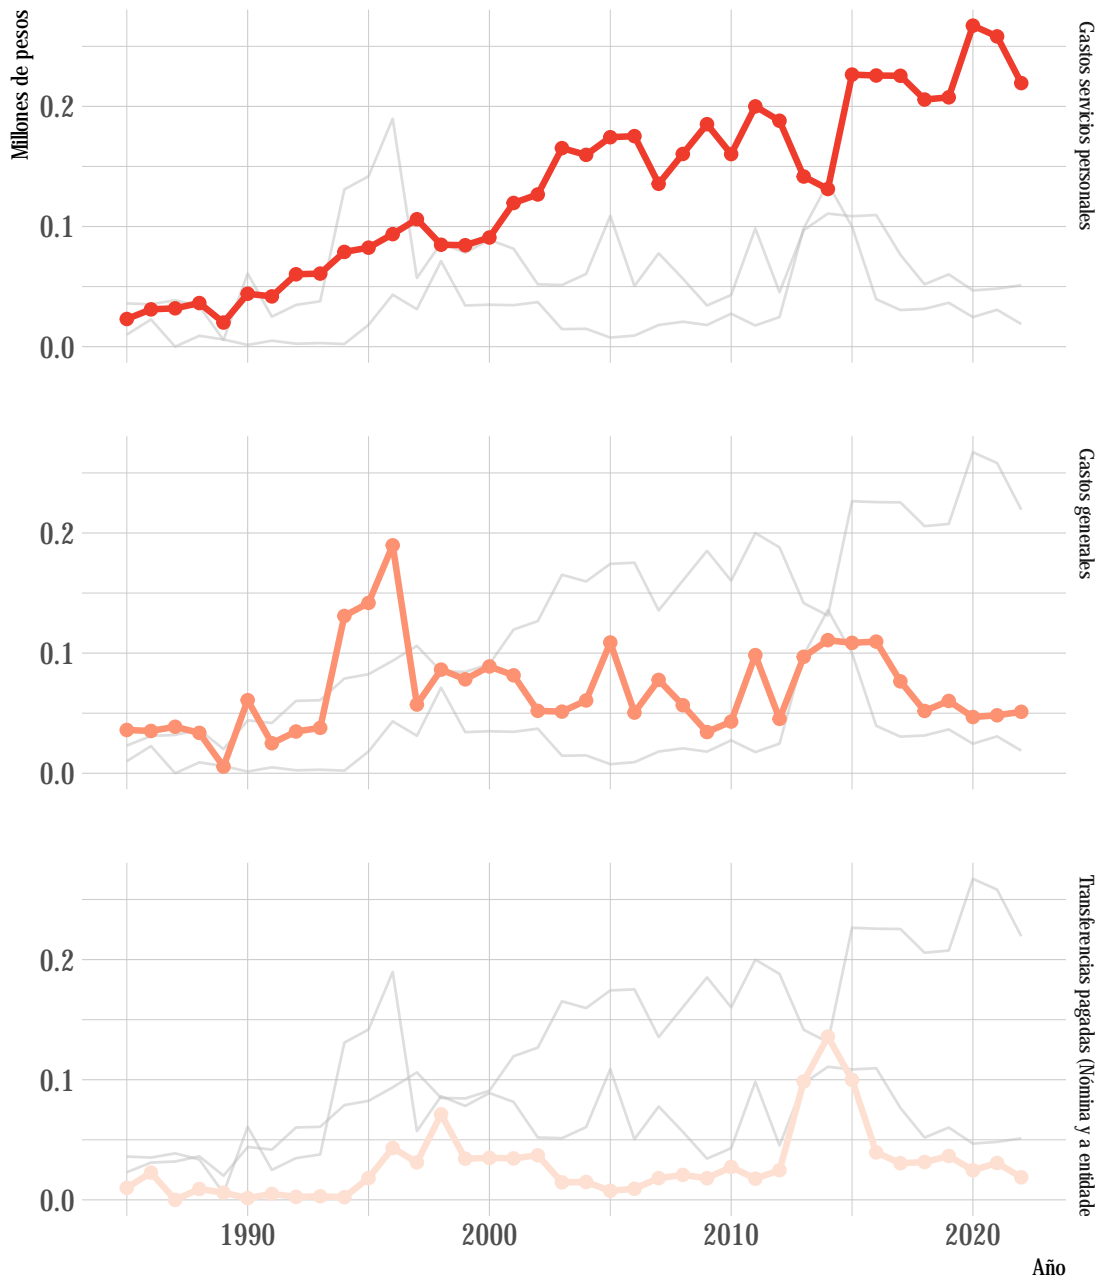 Millones de pesos
Gastos servicios personales
0.2
0.1
0.0
Gastos generales
0.2
0.1
0.0
Transferencias pagadas (Nómina y a entidade
0.2
0.1
0.0
1990 2000 2010 2020
Año